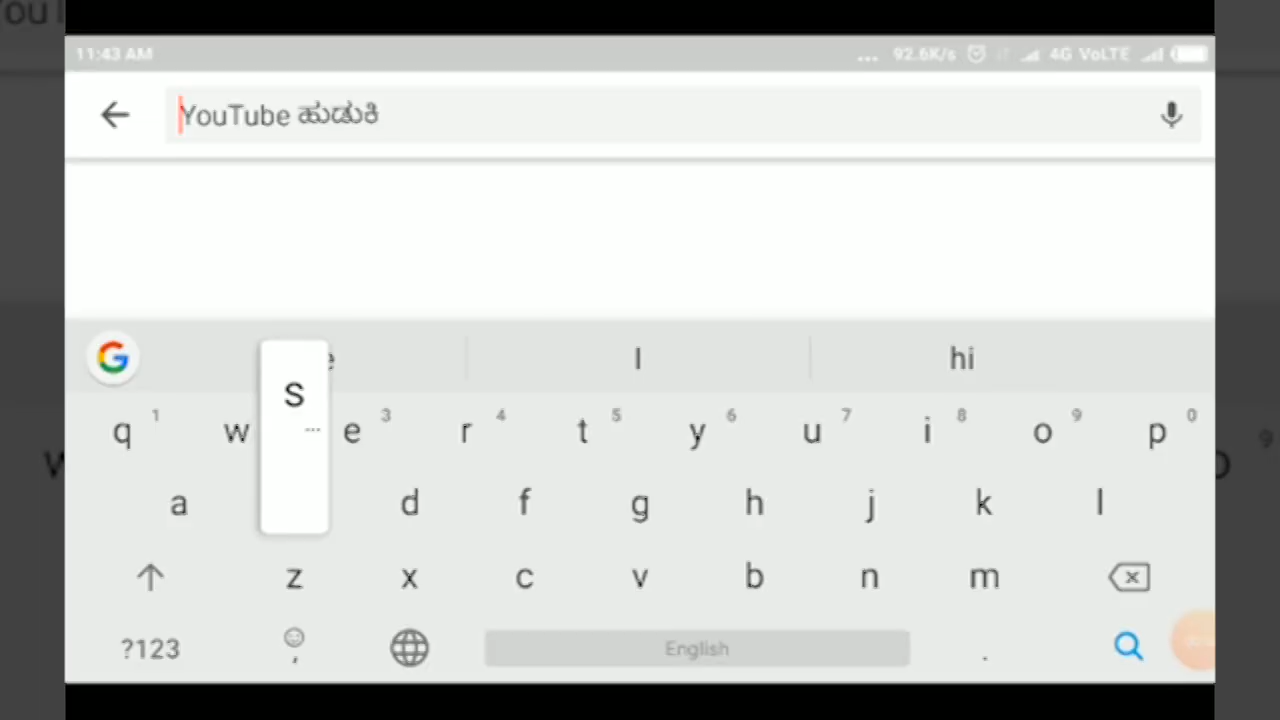 11:43 AM ... 92.6K/s 4G VoLTE
YouTube ಹುಡುಕಿ
I hi
S
q 1 w e 3 r 4 t 5 y 6 u 7 i 8 o 9 p 0
a d f g h j k l
z x c v b n m
?123 , English .